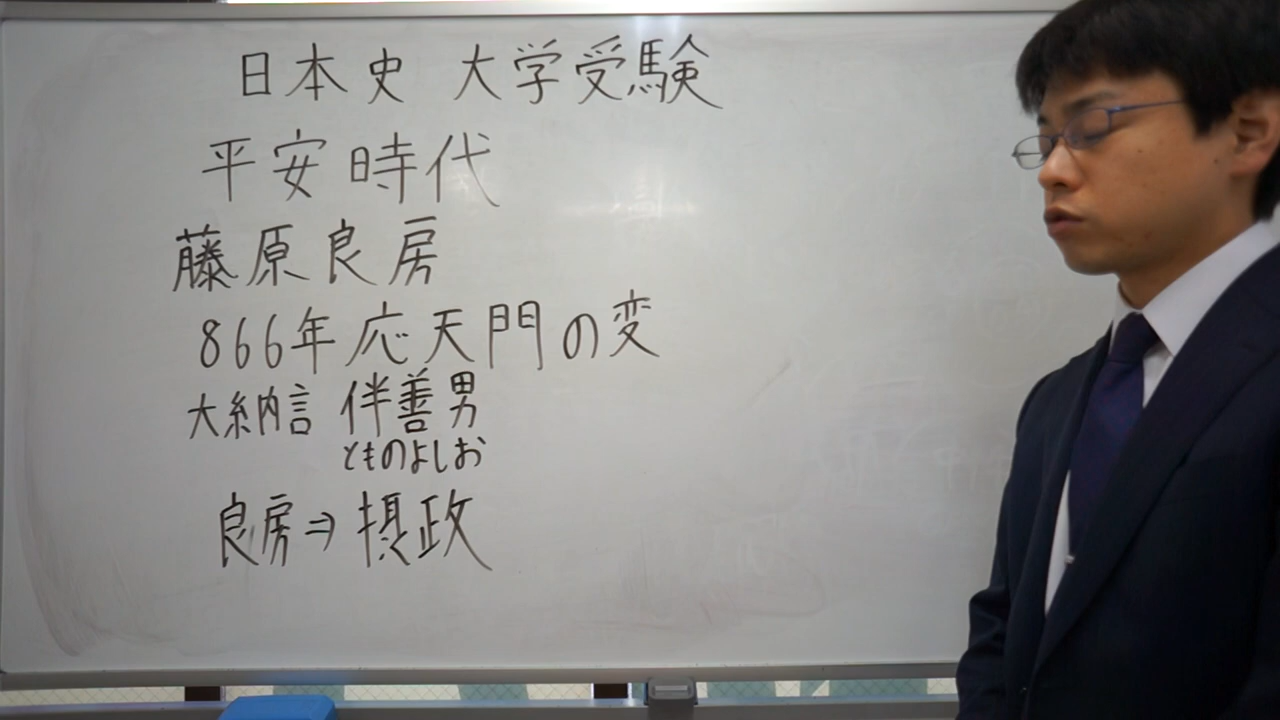 日本史 大学受験
平安時代
藤原良房
866年応天門の変
大納言 伴善男
とものよしお
良房⇒摂政